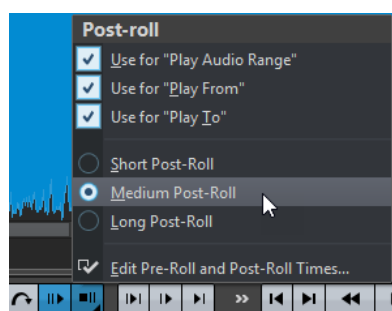 Post-roll
Use for "Play Audio Range"
Use for "Play From"
Use for "Play To"
Short Post-Roll
Medium Post-Roll
Long Post-Roll
Edit Pre-Roll and Post-Roll Times...